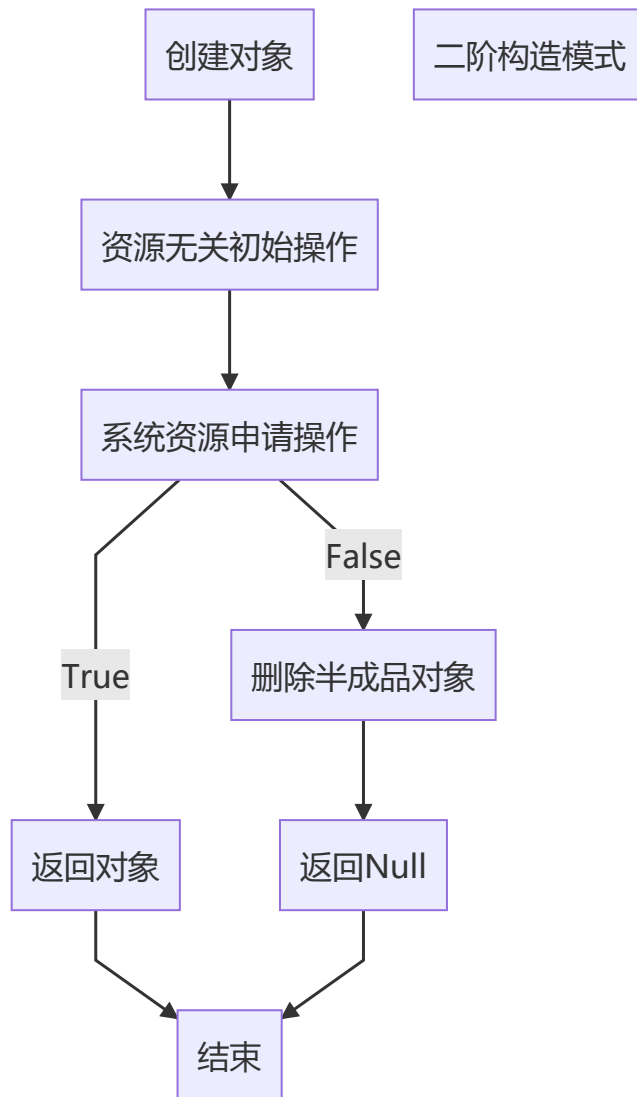 创建对象
二阶构造模式
资源无关初始操作
系统资源申请操作
False
True
删除半成品对象
返回对象
返回Null
结束